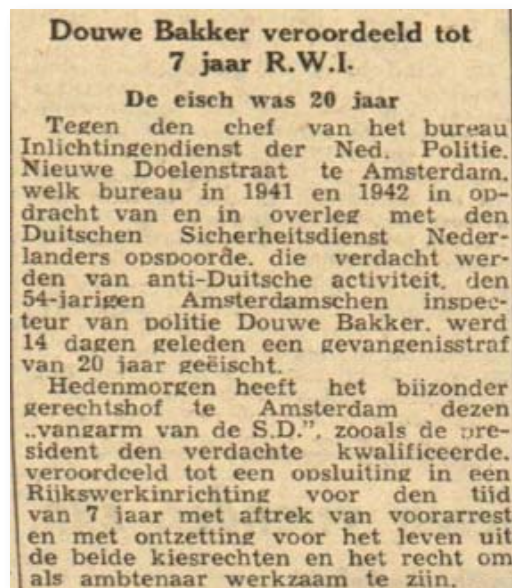 Douwe Bakker veroordeeld tot
7 jaar R.W.I.
De eisch was 20 jaar
Tegen den chef van het bureau
Inlichtingendienst der Ned. Politie.
Nieuwe Doelenstraat te Amsterdam.
welk bureau in 1941 en 1942 in op-
dracht van en in overleg met den
Duitschen Sicherheitsdienst Neder-
landers opspoorde, die verdacht wer-
den van anti-Duitsche activiteit, den
54-jarigen Amsterdamschen inspec-
teur van politie Douwe Bakker, werd
14 dagen geleden een gevangenisstraf
van 20 jaar geëischt.
Hedenmorgen heeft het bijzonder
gerechtshof te Amsterdam dezen
„vangarm van de S.D.”, zooals de pre-
sident den verdachte kwalificeerde,
veroordeeld tot een opsluiting in een
Rijkswerkinrichting voor den tijd
van 7 jaar met aftrek van voorarrest
en met ontzetting voor het leven uit
de beide kiesrechten en het recht om
als ambtenaar werkzaam te zijn.